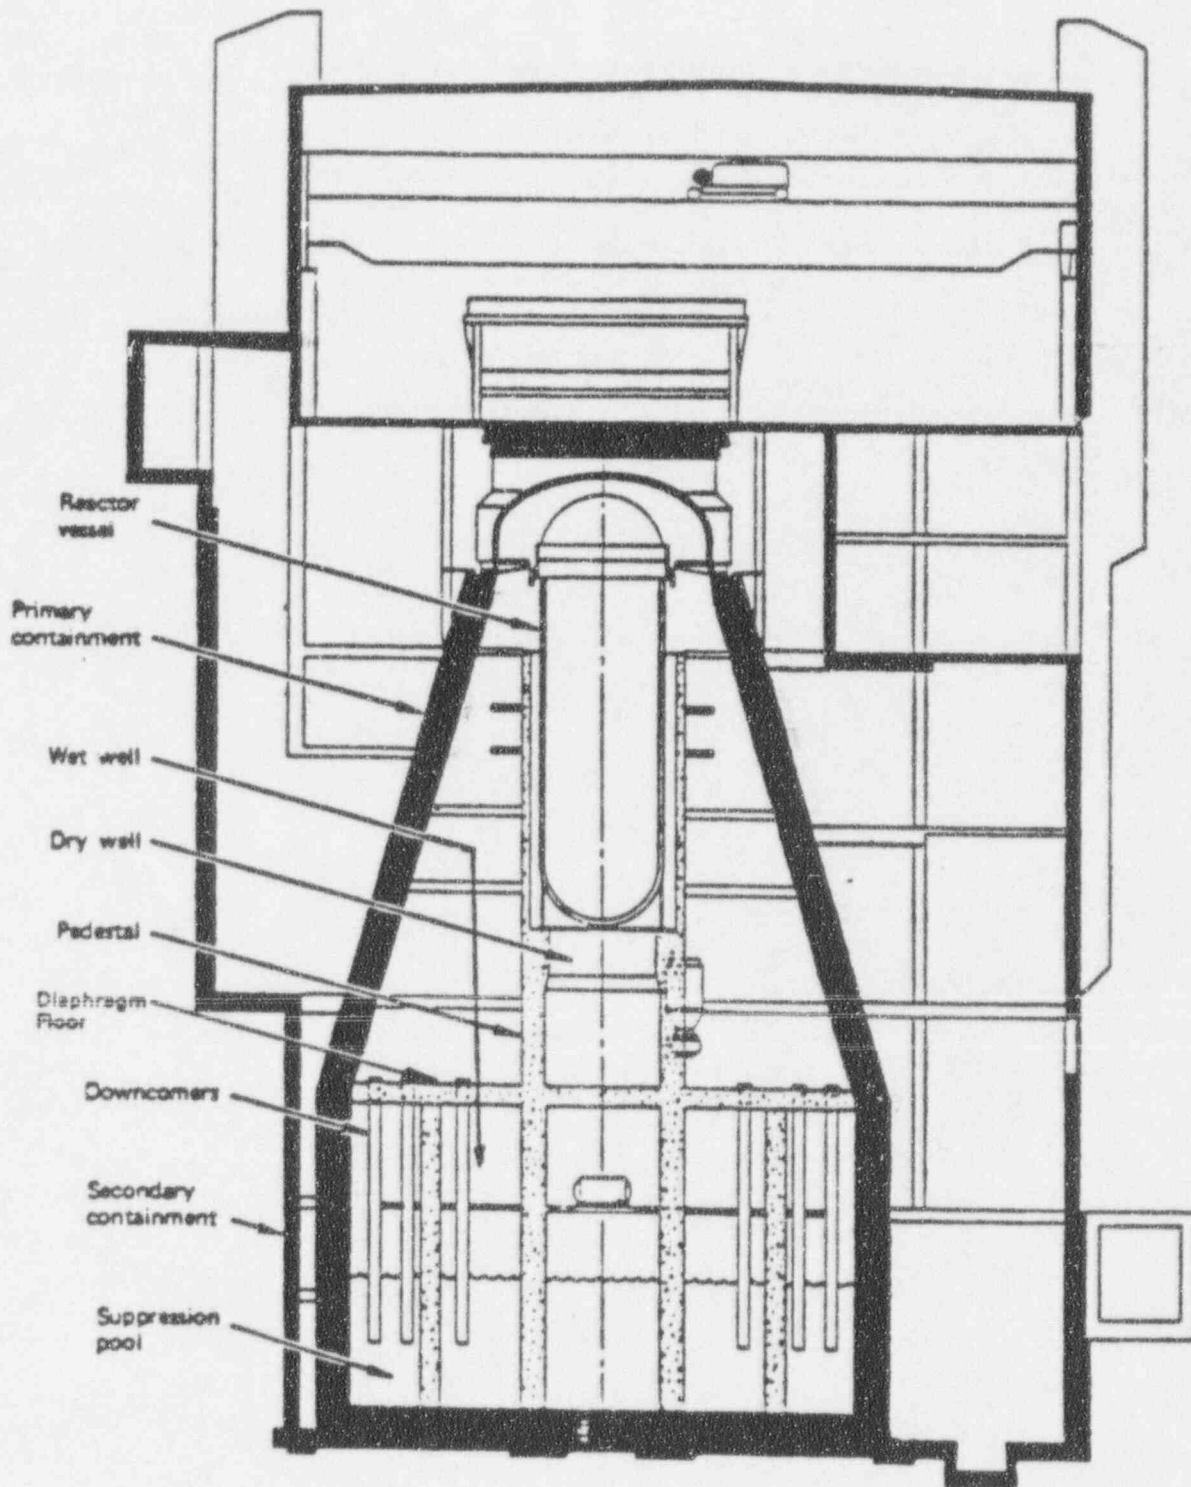 Reactor
vessel
Primary
containment
Wet well
Dry well
Pedestal
Diaphragm
Floor
Downcomers
Secondary
containment
Suppression
pool